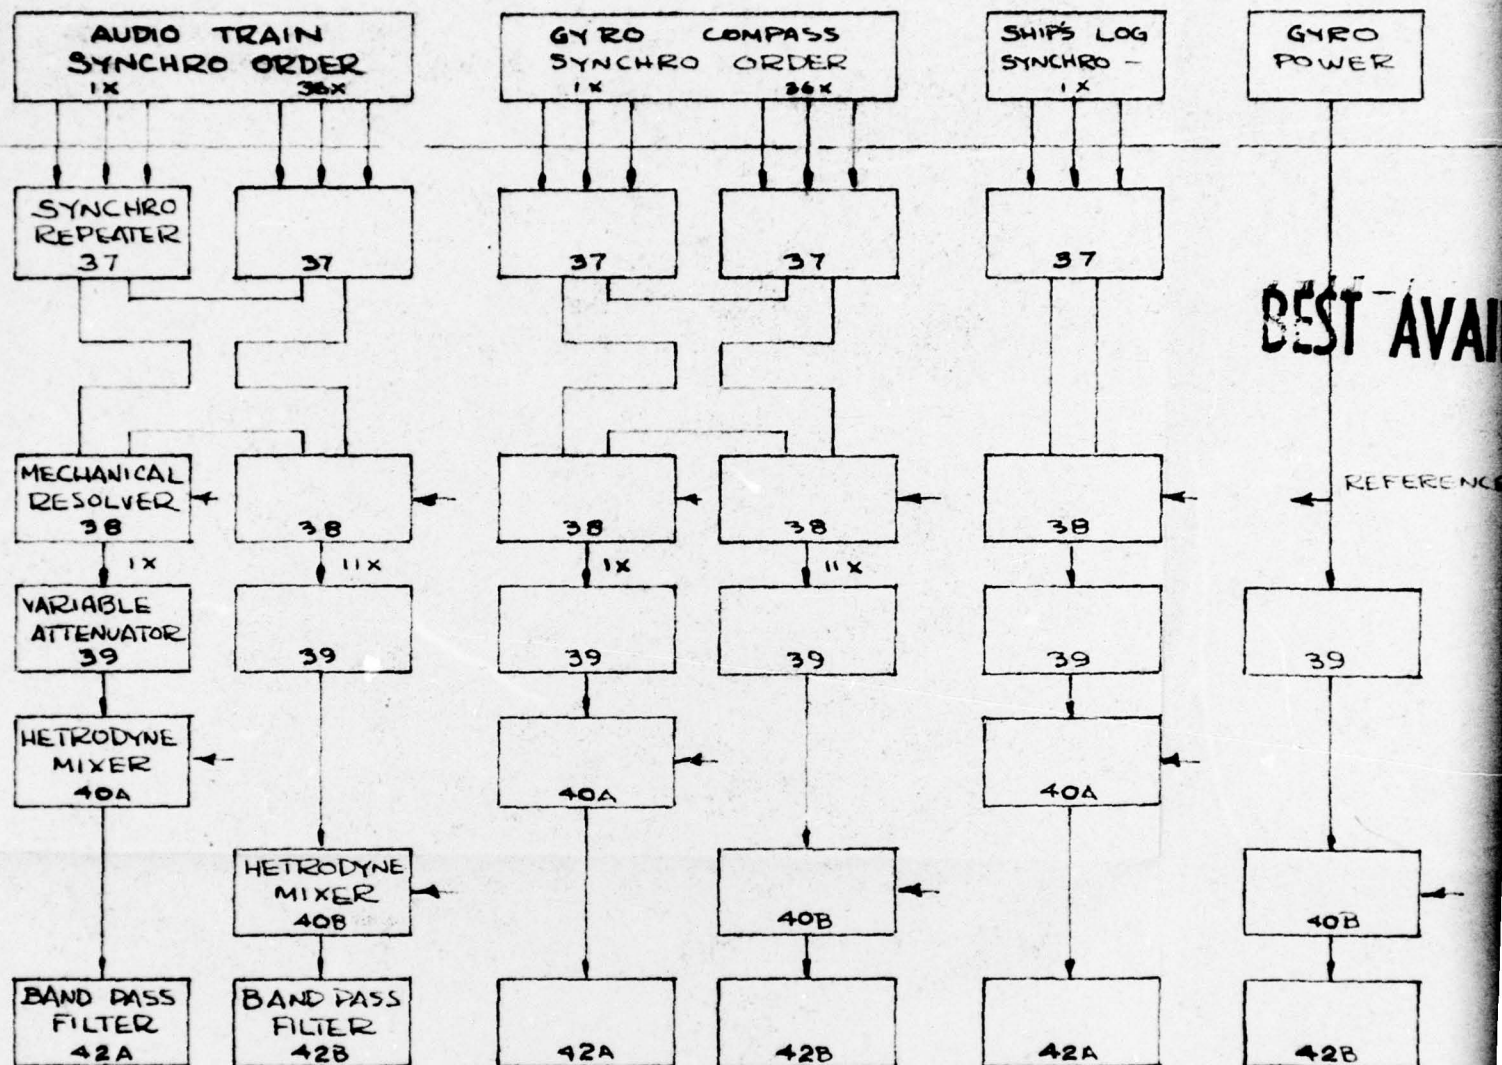 AUDIO TRAIN
SYNCHRO ORDER
1X 36X
GYRO COMPASS
SYNCHRO ORDER
1X 36X
SHIP'S LOG
SYNCHRO -
1X
GYRO
POWER
SYNCHRO
REPEATER
37
37
37
37
37
BEST AVAI
MECHANICAL
RESOLVER
38
38
38
38
38
REFERENCE
1X
11X
1X
11X
VARIABLE
ATTENUATOR
39
39
39
39
39
39
HETRODYNE
MIXER
40A
40A
40A
HETRODYNE
MIXER
40B
40B
40B
BAND PASS
FILTER
42A
BAND PASS
FILTER
42B
42A
42B
42A
42B